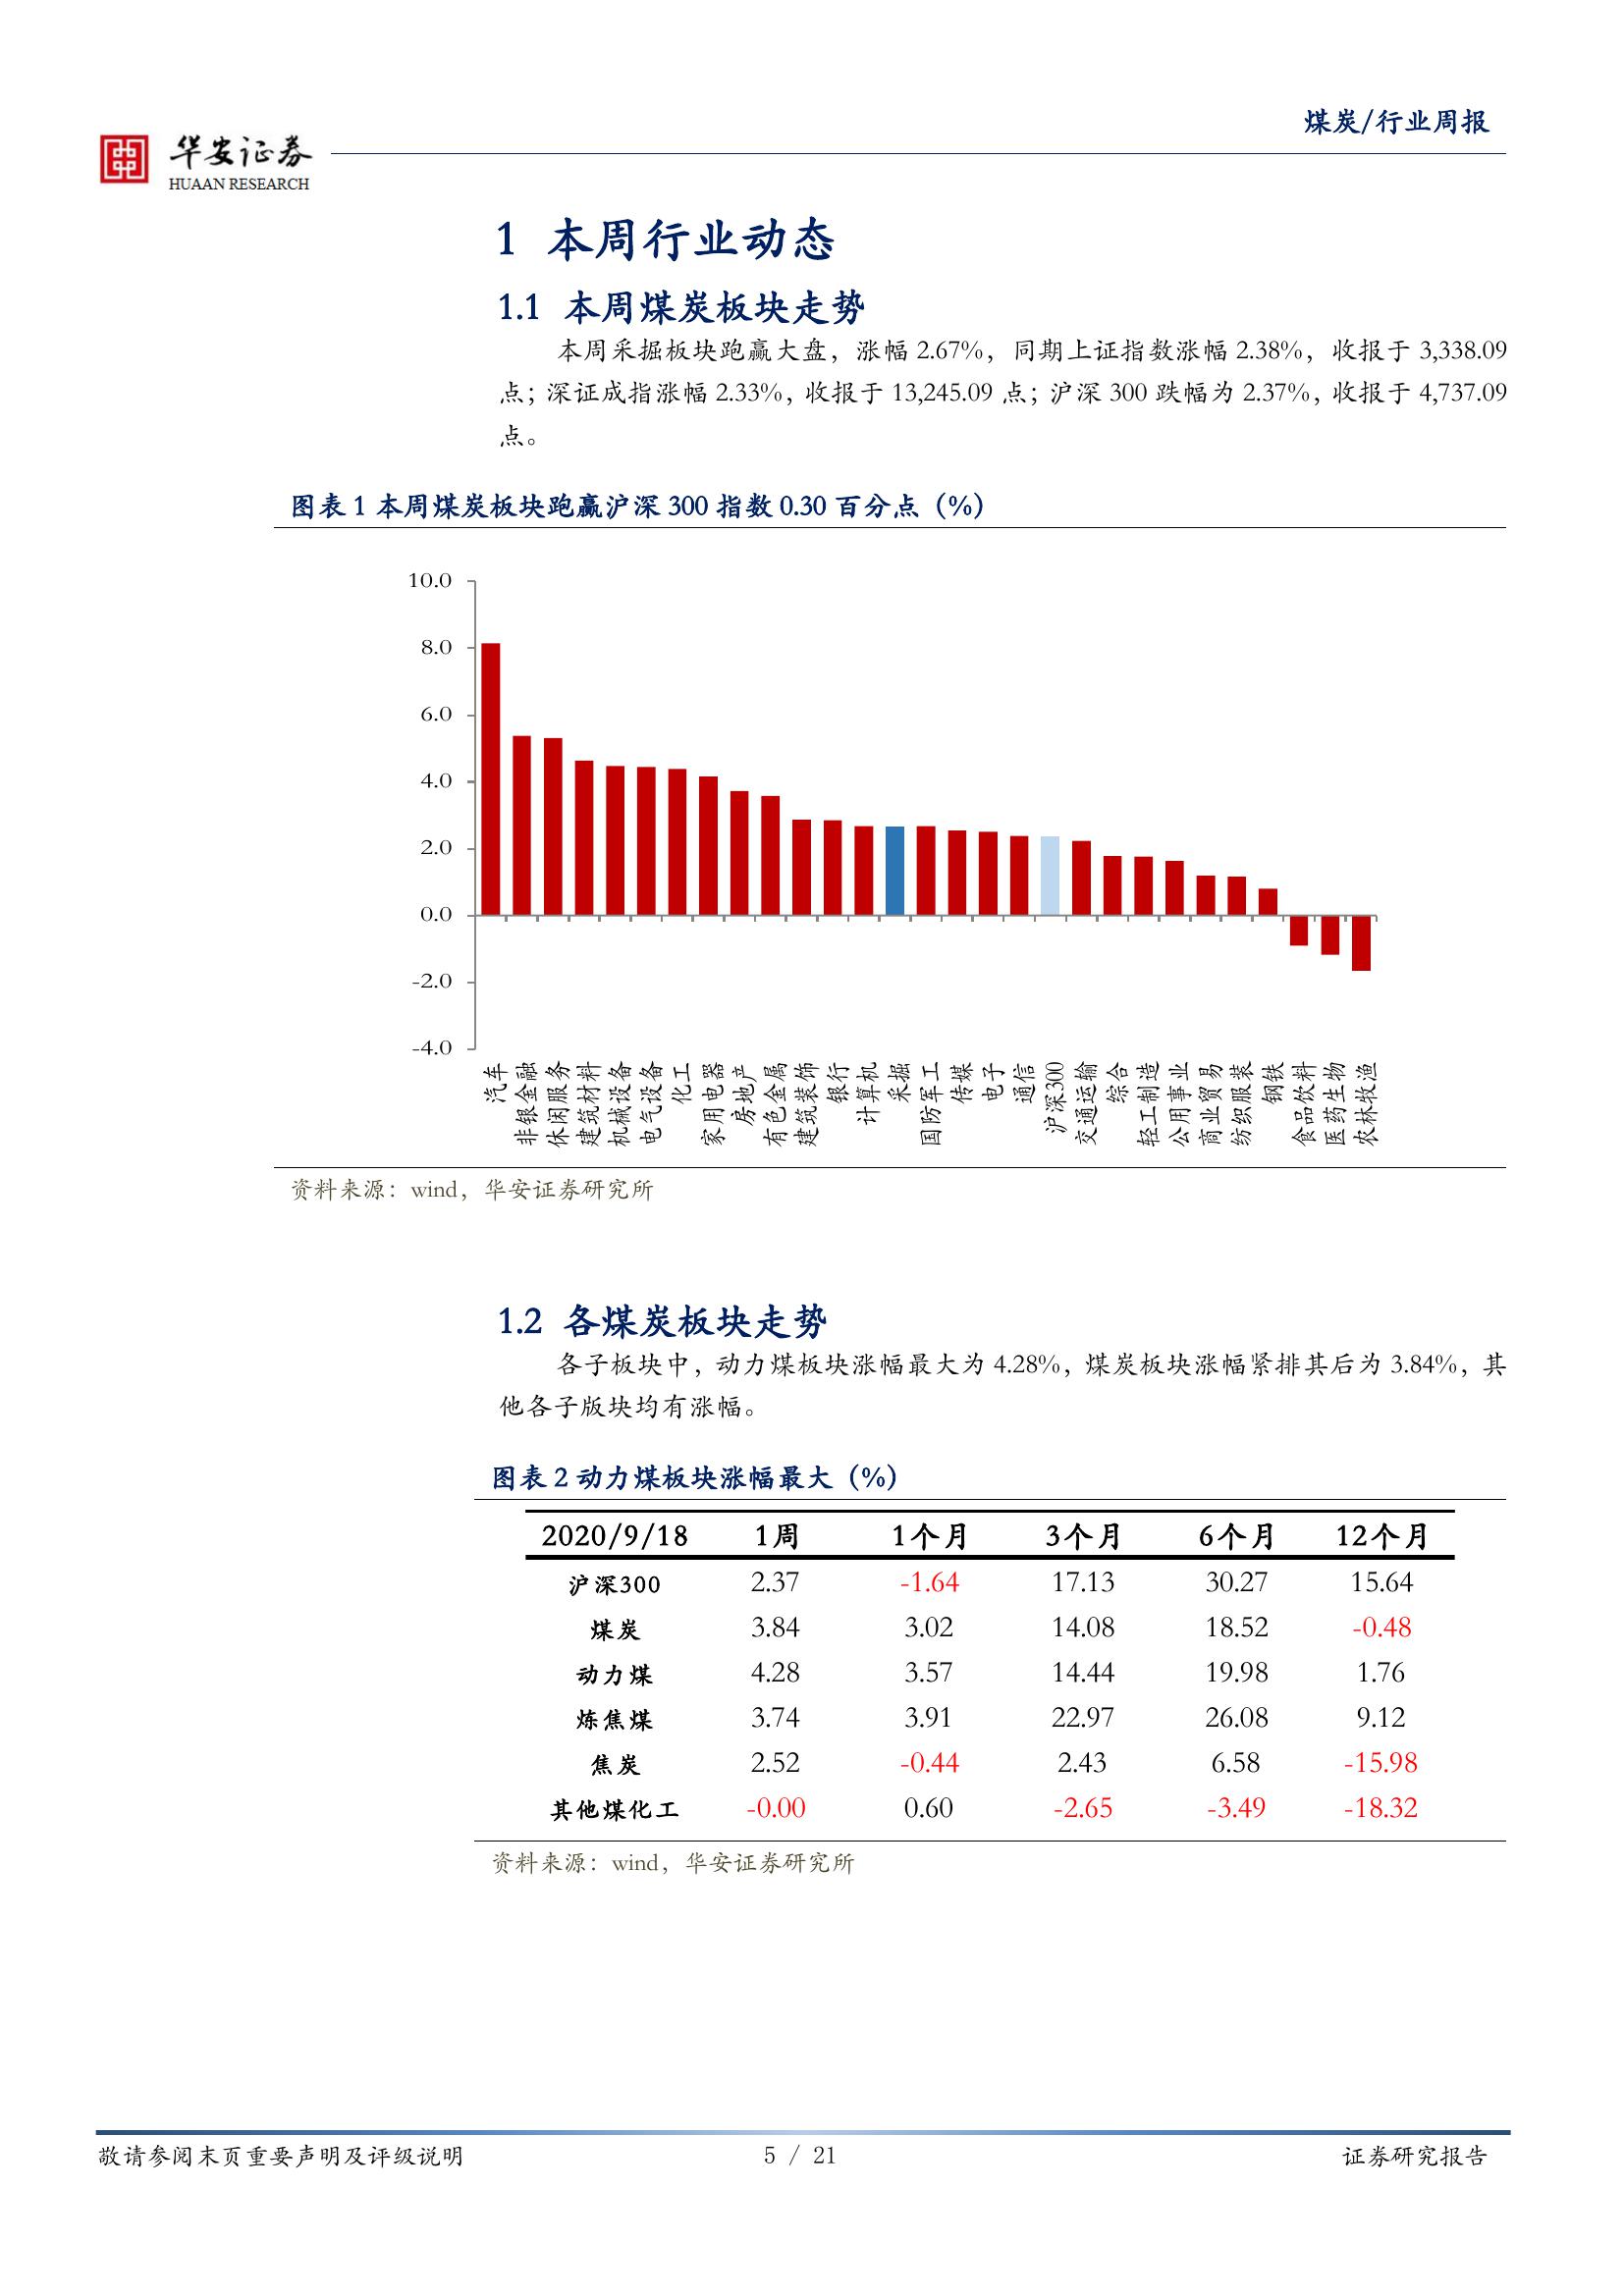 煤炭/行业周报
华安证券
HUAAN RESEARCH
1 本周行业动态
1.1 本周煤炭板块走势
本周采掘板块跑赢大盘，涨幅 2.67%，同期上证指数涨幅 2.38%，收报于 3,338.09
点；深证成指涨幅 2.33%，收报于 13,245.09 点；沪深 300 跌幅为 2.37%，收报于 4,737.09
点。
图表 1 本周煤炭板块跑赢沪深 300 指数 0.30 百分点（%）
10.0
8.0
6.0
4.0
2.0
0.0
-2.0
-4.0
汽车
非银金融
休闲服务
建筑材料
机械设备
电气设备
化工
家用电器
房地产
有色金属
建筑装饰
银行
计算机
采掘
国防军工
传媒
电子
通信
沪深300
交通运输
综合
轻工制造
公用事业
商业贸易
纺织服装
钢铁
食品饮料
医药生物
农林牧渔
资料来源：wind，华安证券研究所
1.2 各煤炭板块走势
各子板块中，动力煤板块涨幅最大为 4.28%，煤炭板块涨幅紧排其后为 3.84%，其
他各子版块均有涨幅。
图表 2 动力煤板块涨幅最大（%）
2020/9/18 1周 1个月 3个月 6个月 12个月
沪深300 2.37 -1.64 17.13 30.27 15.64
煤炭 3.84 3.02 14.08 18.52 -0.48
动力煤 4.28 3.57 14.44 19.98 1.76
炼焦煤 3.74 3.91 22.97 26.08 9.12
焦炭 2.52 -0.44 2.43 6.58 -15.98
其他煤化工 -0.00 0.60 -2.65 -3.49 -18.32
资料来源：wind，华安证券研究所
敬请参阅末页重要声明及评级说明 5 / 21 证券研究报告